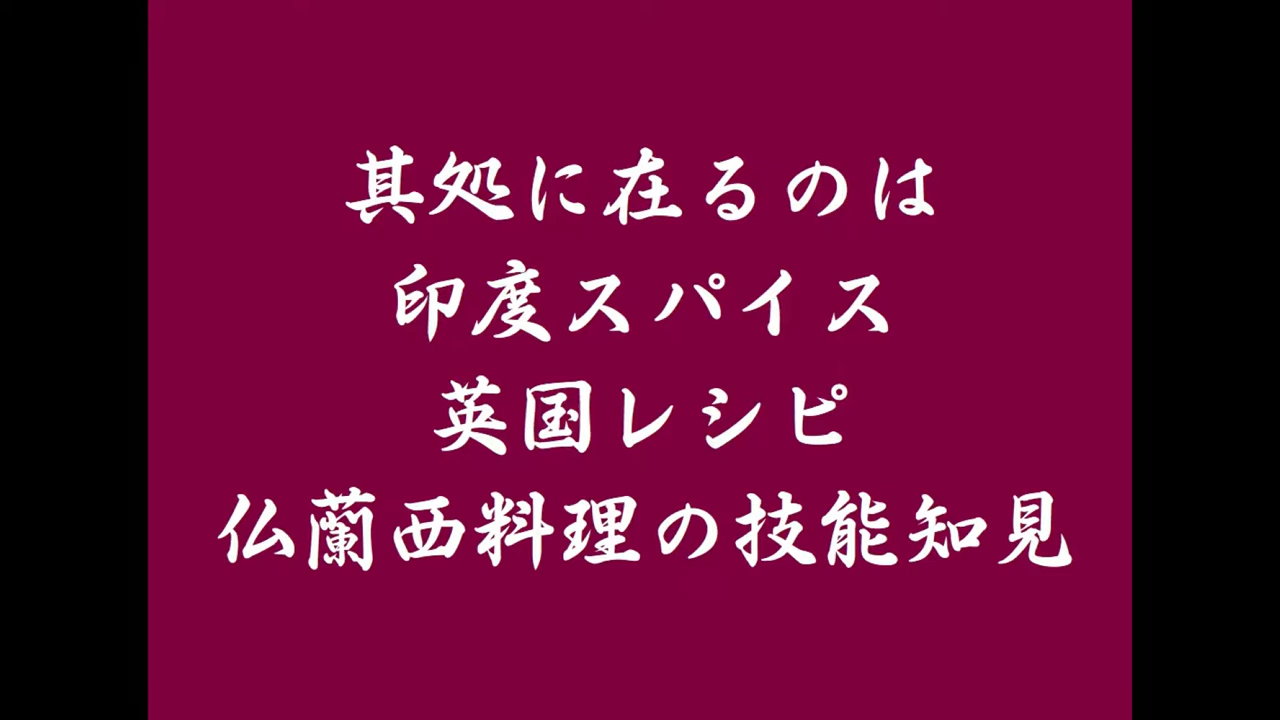 其処に在るのは
印度スパイス
英国レシピ
仏蘭西料理の技能知見